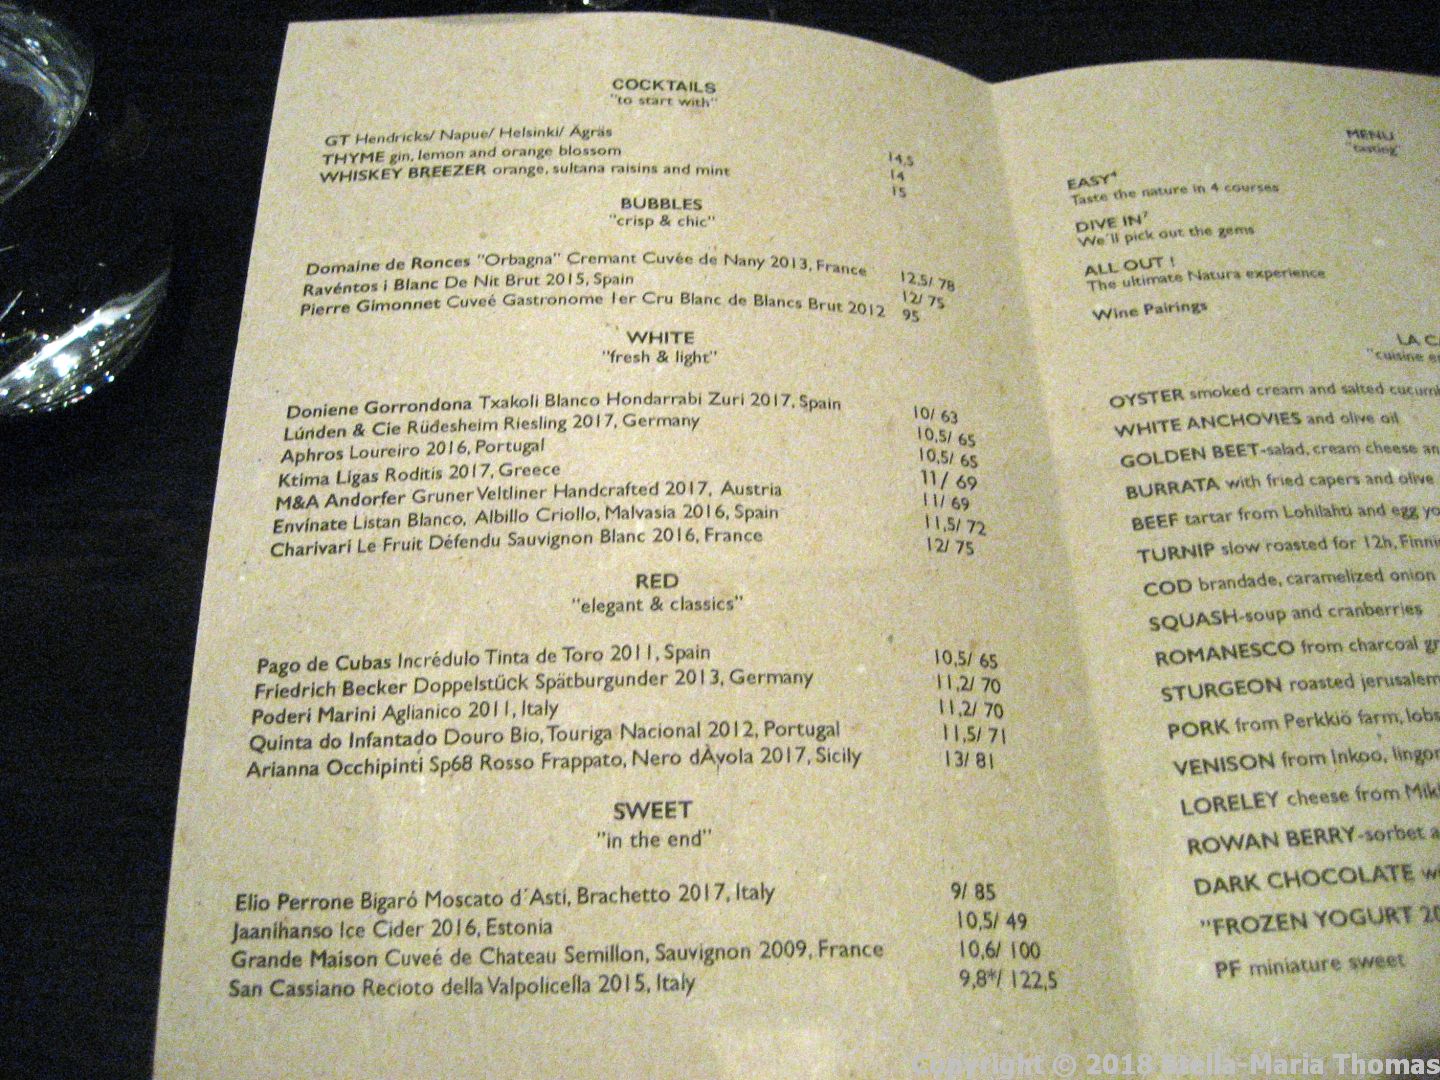 COCKTAILS
"to start with"
GT Hendricks/ Napue/ Helsinki/ Ägräs 14,5
THYME gin, lemon and orange blossom 14
WHISKEY BREEZER orange, sultana raisins and mint 15
BUBBLES
"crisp & chic"
Domaine de Ronces "Orbagna" Cremant Cuvée de Nany 2013, France 12,5/ 78
Ravéntos i Blanc De Nit Brut 2015, Spain 12/ 75
Pierre Gimonnet Cuveé Gastronome 1er Cru Blanc de Blancs Brut 2012 95
WHITE
"fresh & light"
Doniene Gorrondona Txakoli Blanco Hondarrabi Zuri 2017, Spain 10/ 63
Lúnden & Cie Rüdesheim Riesling 2017, Germany 10,5/ 65
Aphros Loureiro 2016, Portugal 10,5/ 65
Ktima Ligas Roditis 2017, Greece 11/ 69
M&A Andorfer Gruner Veltliner Handcrafted 2017, Austria 11/ 69
Envínate Listan Blanco, Albillo Criollo, Malvasia 2016, Spain 11,5/ 72
Charivari Le Fruit Défendu Sauvignon Blanc 2016, France 12/ 75
RED
"elegant & classics"
Pago de Cubas Incrédulo Tinta de Toro 2011, Spain 10,5/ 65
Friedrich Becker Doppelstück Spätburgunder 2013, Germany 11,2/ 70
Poderi Marini Aglianico 2011, Italy 11,2/ 70
Quinta do Infantado Douro Bio, Touriga Nacional 2012, Portugal 11,5/ 71
Arianna Occhipinti Sp68 Rosso Frappato, Nero dÀvola 2017, Sicily 13/ 81
SWEET
"in the end"
Elio Perrone Bigaró Moscato d´Asti, Brachetto 2017, Italy 9/ 85
Jaanihanso Ice Cider 2016, Estonia 10,5/ 49
Grande Maison Cuveé de Chateau Semillon, Sauvignon 2009, France 10,6/ 100
San Cassiano Recioto della Valpolicella 2015, Italy 9,8*/ 122,5
MENU
"tasting"
EASY⁴
Taste the nature in 4 courses
DIVE IN⁷
We´ll pick out the gems
ALL OUT !
The ultimate Natura experience
Wine Pairings
LA
"cuisine
OYSTER smoked cream and salted
WHITE ANCHOVIES and olive oil
GOLDEN BEET-salad, cream cheese
BURRATA with fried capers and olive
BEEF tartar from Lohilahti and egg
TURNIP slow roasted for 12h,
COD brandade, caramelized onion
SQUASH-soup and cranberries
ROMANESCO from charcoal
STURGEON roasted
PORK from Perkkiö farm,
VENISON from Inkoo,
LORELEY cheese from
ROWAN BERRY-sorbet
DARK CHOCOLATE
"FROZEN YOGURT
PF miniature sweet
Copyright © 2018 Stella-Maria Thomas